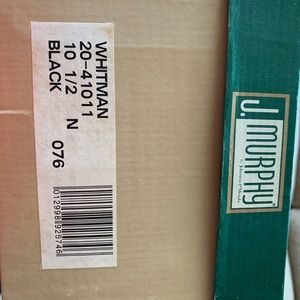 WHITMAN
20-41011
10 1/2 N
BLACK
076
J. MURPHY